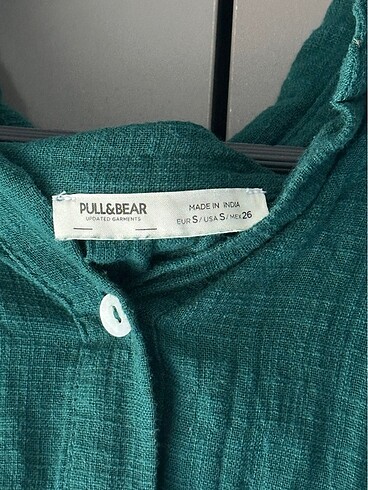 PULL&BEAR
UPDATED GARMENTS
MADE IN INDIA
EUR S / USA S / MEX 26